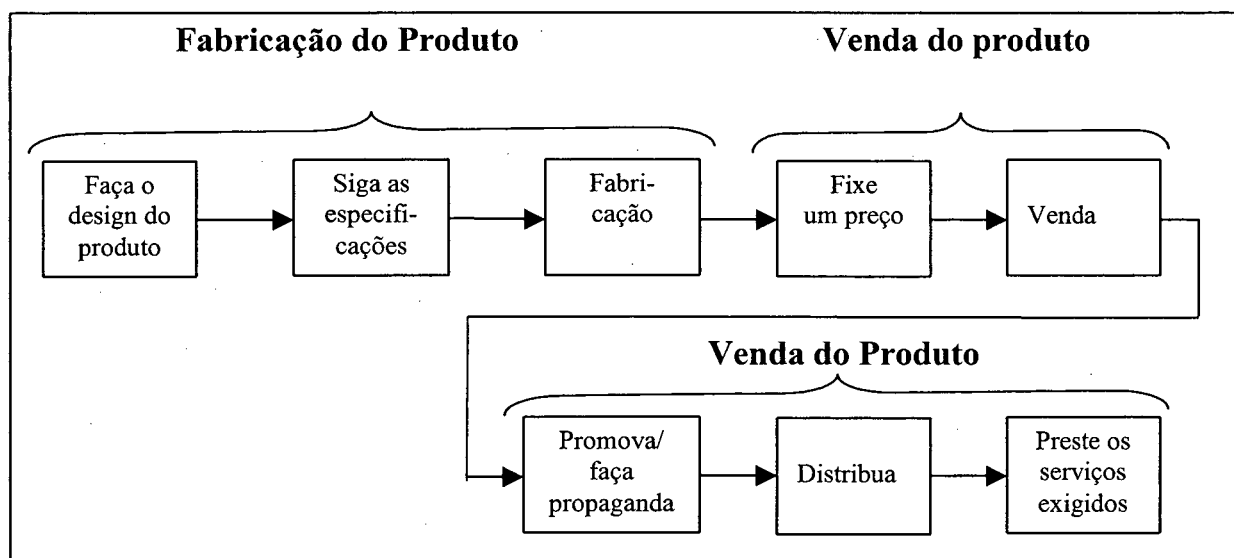 Fabricação do Produto
Venda do produto
Faça o
design do
produto
Siga as
especifi-
cações
Fabri-
cação
Fixe
um preço
Venda
Venda do Produto
Promova/
faça
propaganda
Distribua
Preste os
serviços
exigidos